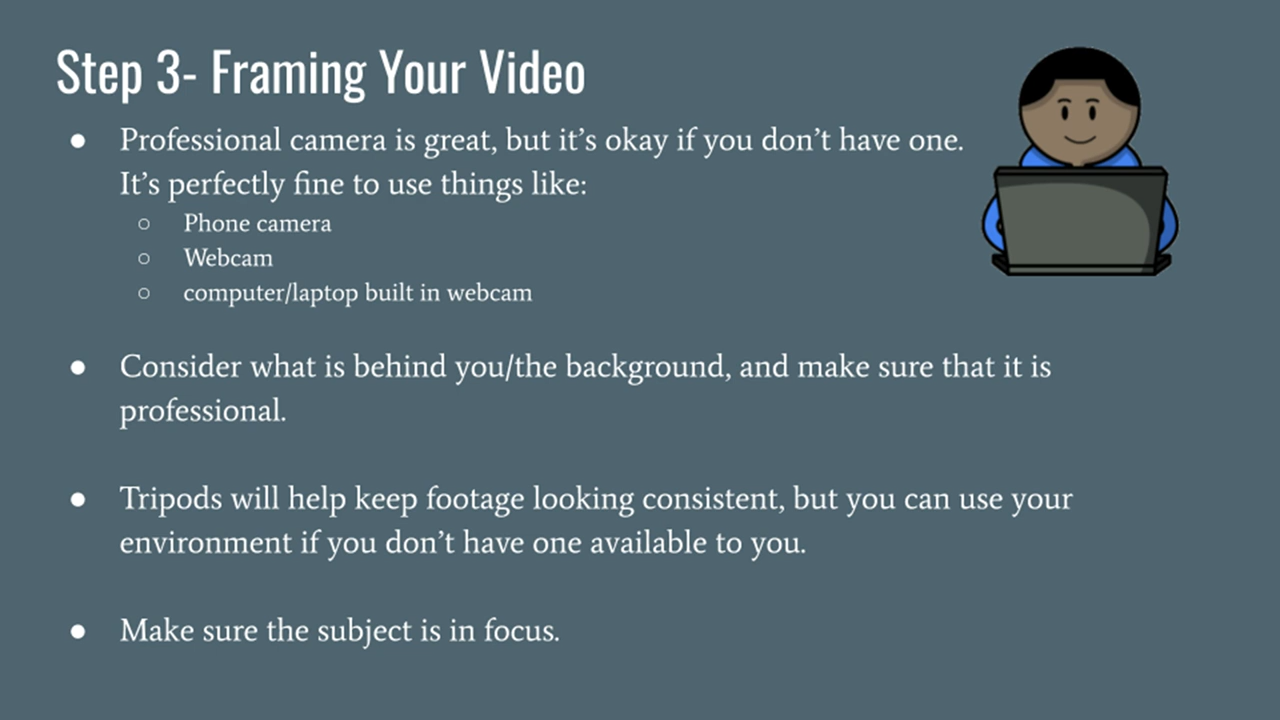 Step 3- Framing Your Video
● Professional camera is great, but it’s okay if you don’t have one.
It’s perfectly fine to use things like:
○ Phone camera
○ Webcam
○ computer/laptop built in webcam
● Consider what is behind you/the background, and make sure that it is
professional.
● Tripods will help keep footage looking consistent, but you can use your
environment if you don’t have one available to you.
● Make sure the subject is in focus.